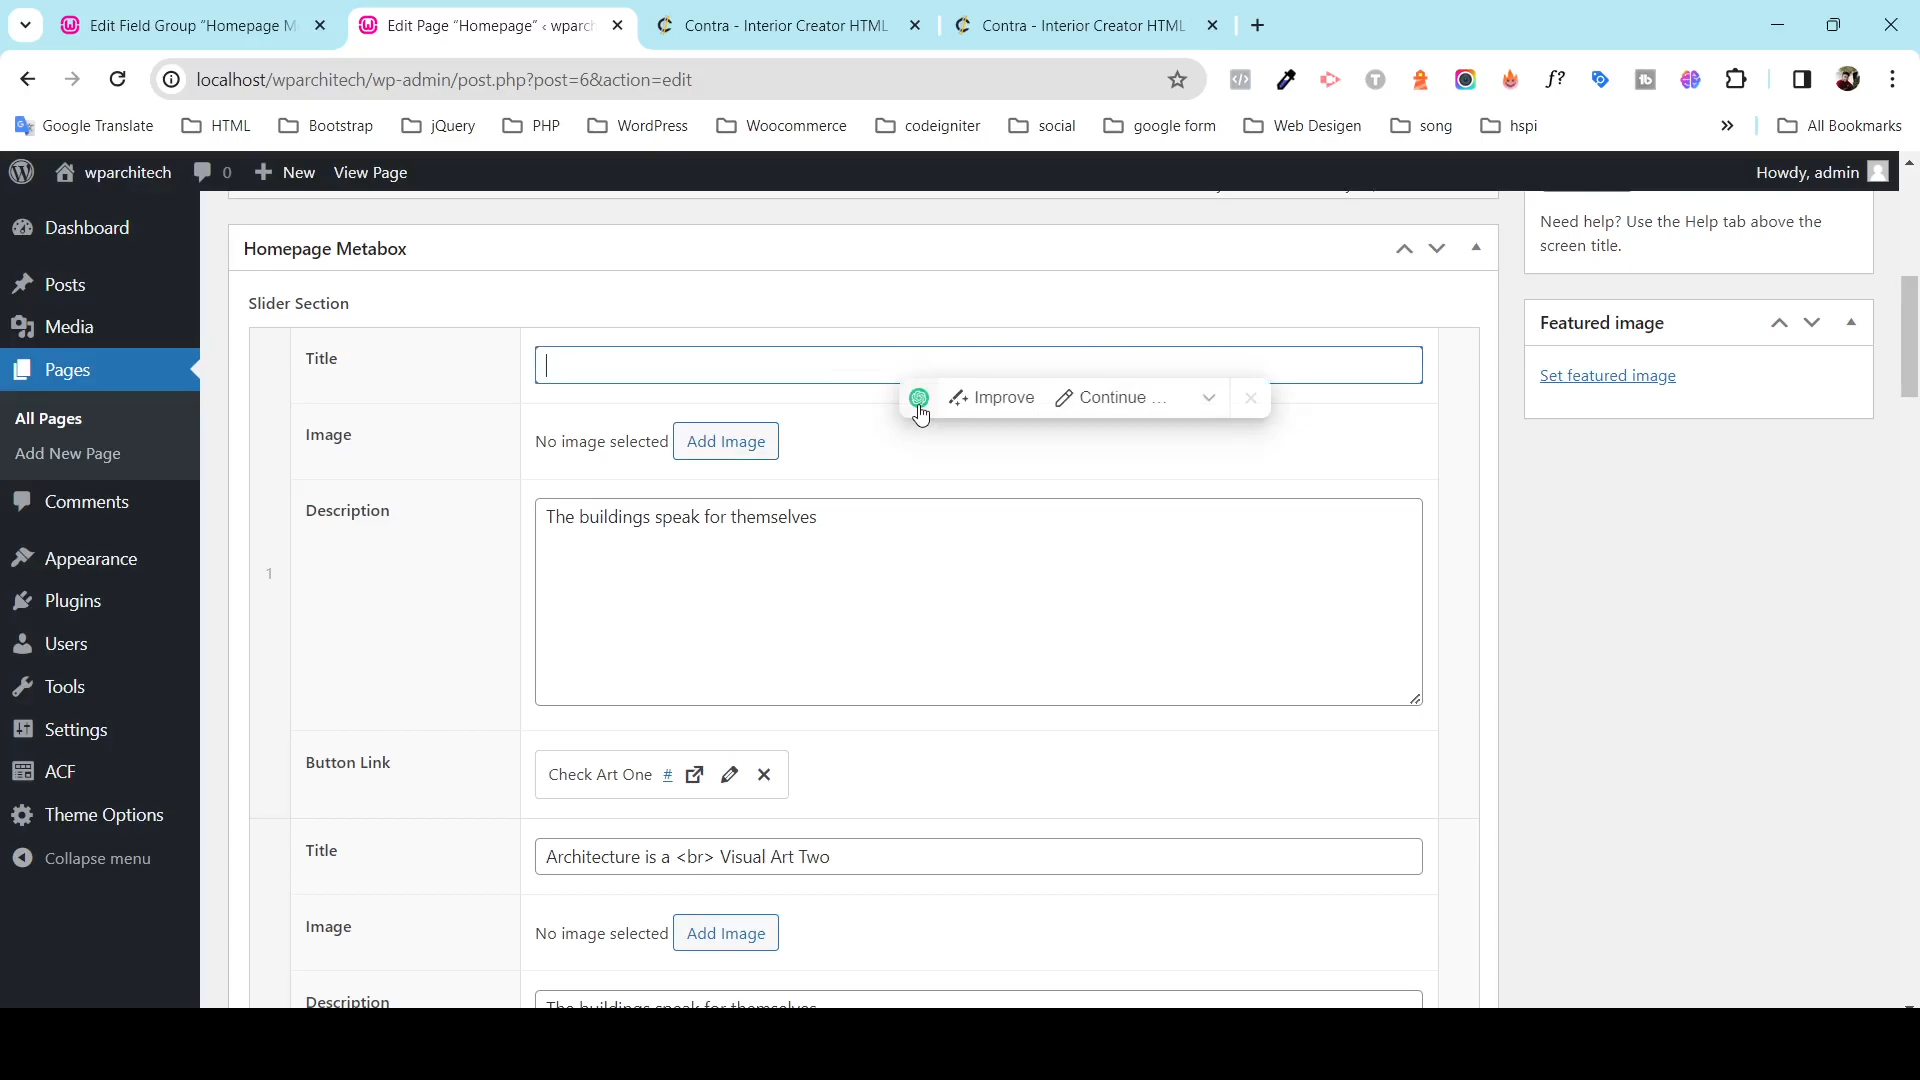 Edit Field Group “Homepage M
Edit Page “Homepage” ‹ wparch
Contra - Interior Creator HTML
Contra - Interior Creator HTML
localhost/wparchitech/wp-admin/post.php?post=6&action=edit
Google Translate
HTML
Bootstrap
jQuery
PHP
WordPress
Woocommerce
codeigniter
social
google form
Web Desigen
song
hspi
All Bookmarks
wparchitech
0
New
View Page
Howdy, admin
Dashboard
Posts
Media
Pages
All Pages
Add New Page
Comments
Appearance
Plugins
Users
Tools
Settings
ACF
Theme Options
Collapse menu
Homepage Metabox
Slider Section
1
Title
Improve
Continue ...
Image
No image selected
Add Image
Description
The buildings speak for themselves
Button Link
Check Art One #
Title
Architecture is a <br> Visual Art Two
Image
No image selected
Add Image
Description
The buildings speak for themselves
Need help? Use the Help tab above the
screen title.
Featured image
Set featured image